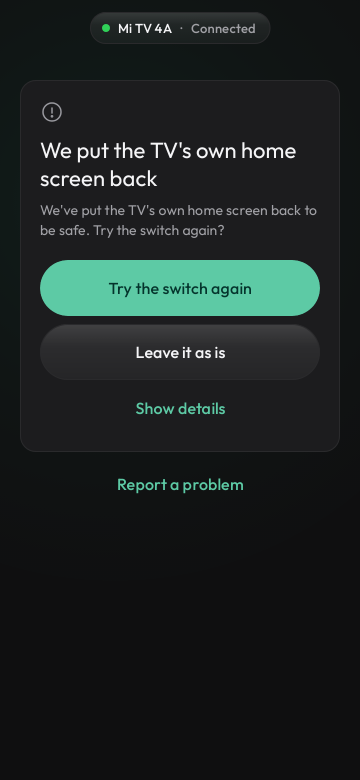 Mi TV 4A · Connected
We put the TV's own home
screen back
We've put the TV's own home screen back to
be safe. Try the switch again?
Try the switch again
Leave it as is
Show details
Report a problem